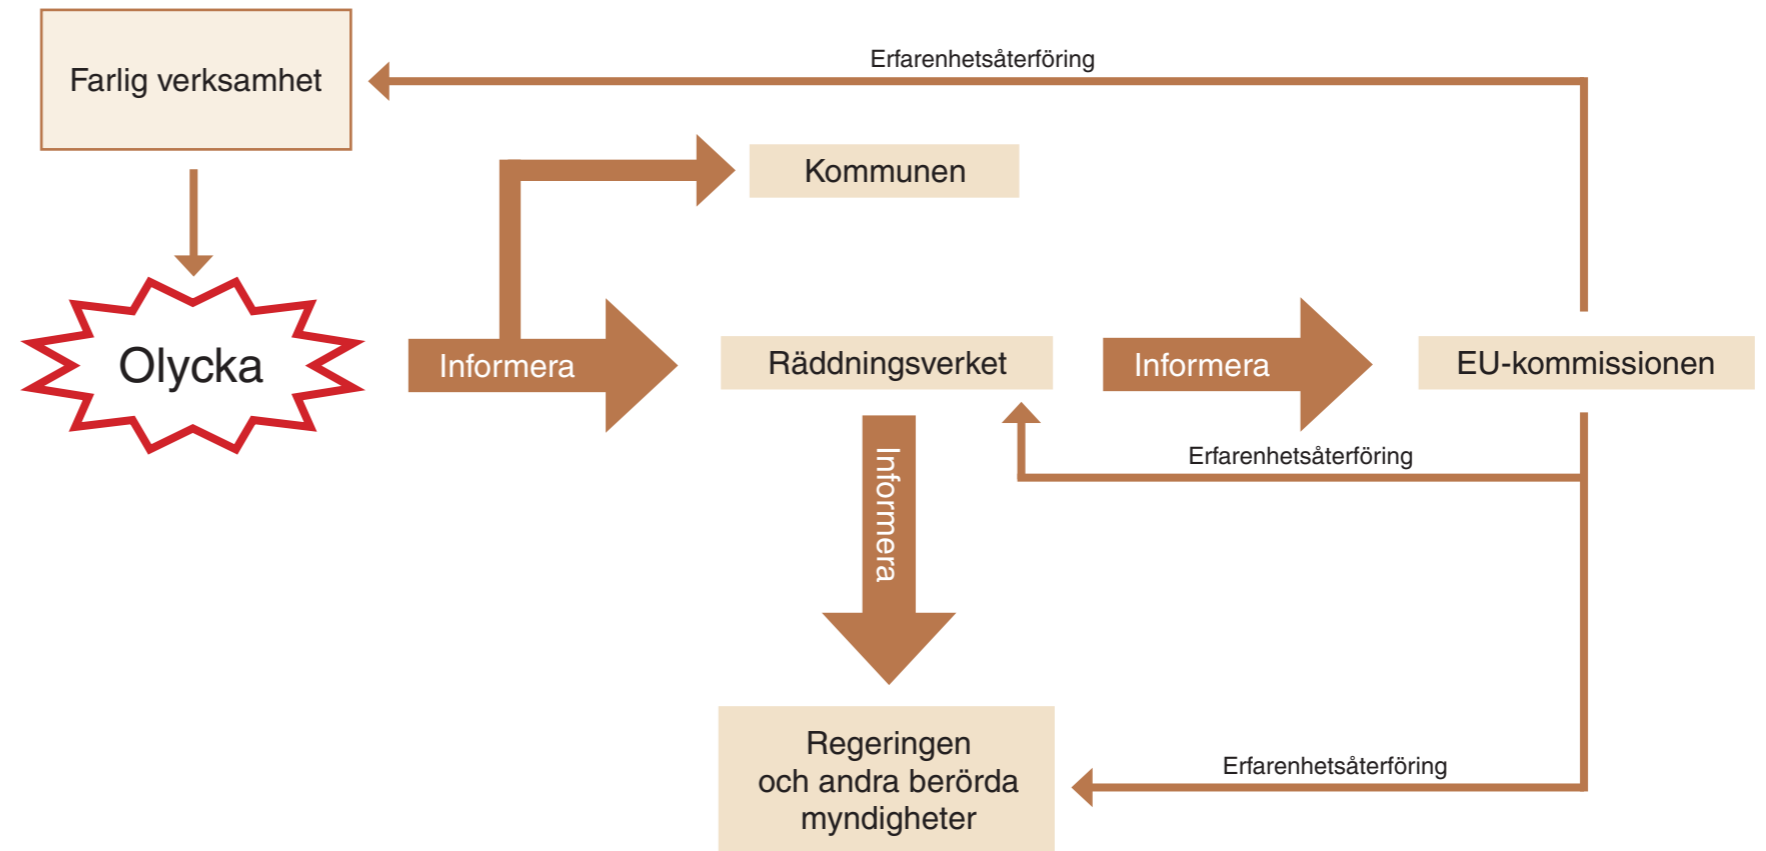 Erfarenhetsåterföring
Farlig verksamhet
Kommunen
Olycka
Informera
Räddningsverket
Informera
EU-kommissionen
Erfarenhetsåterföring
Informera
Regeringen
och andra berörda
myndigheter
Erfarenhetsåterföring